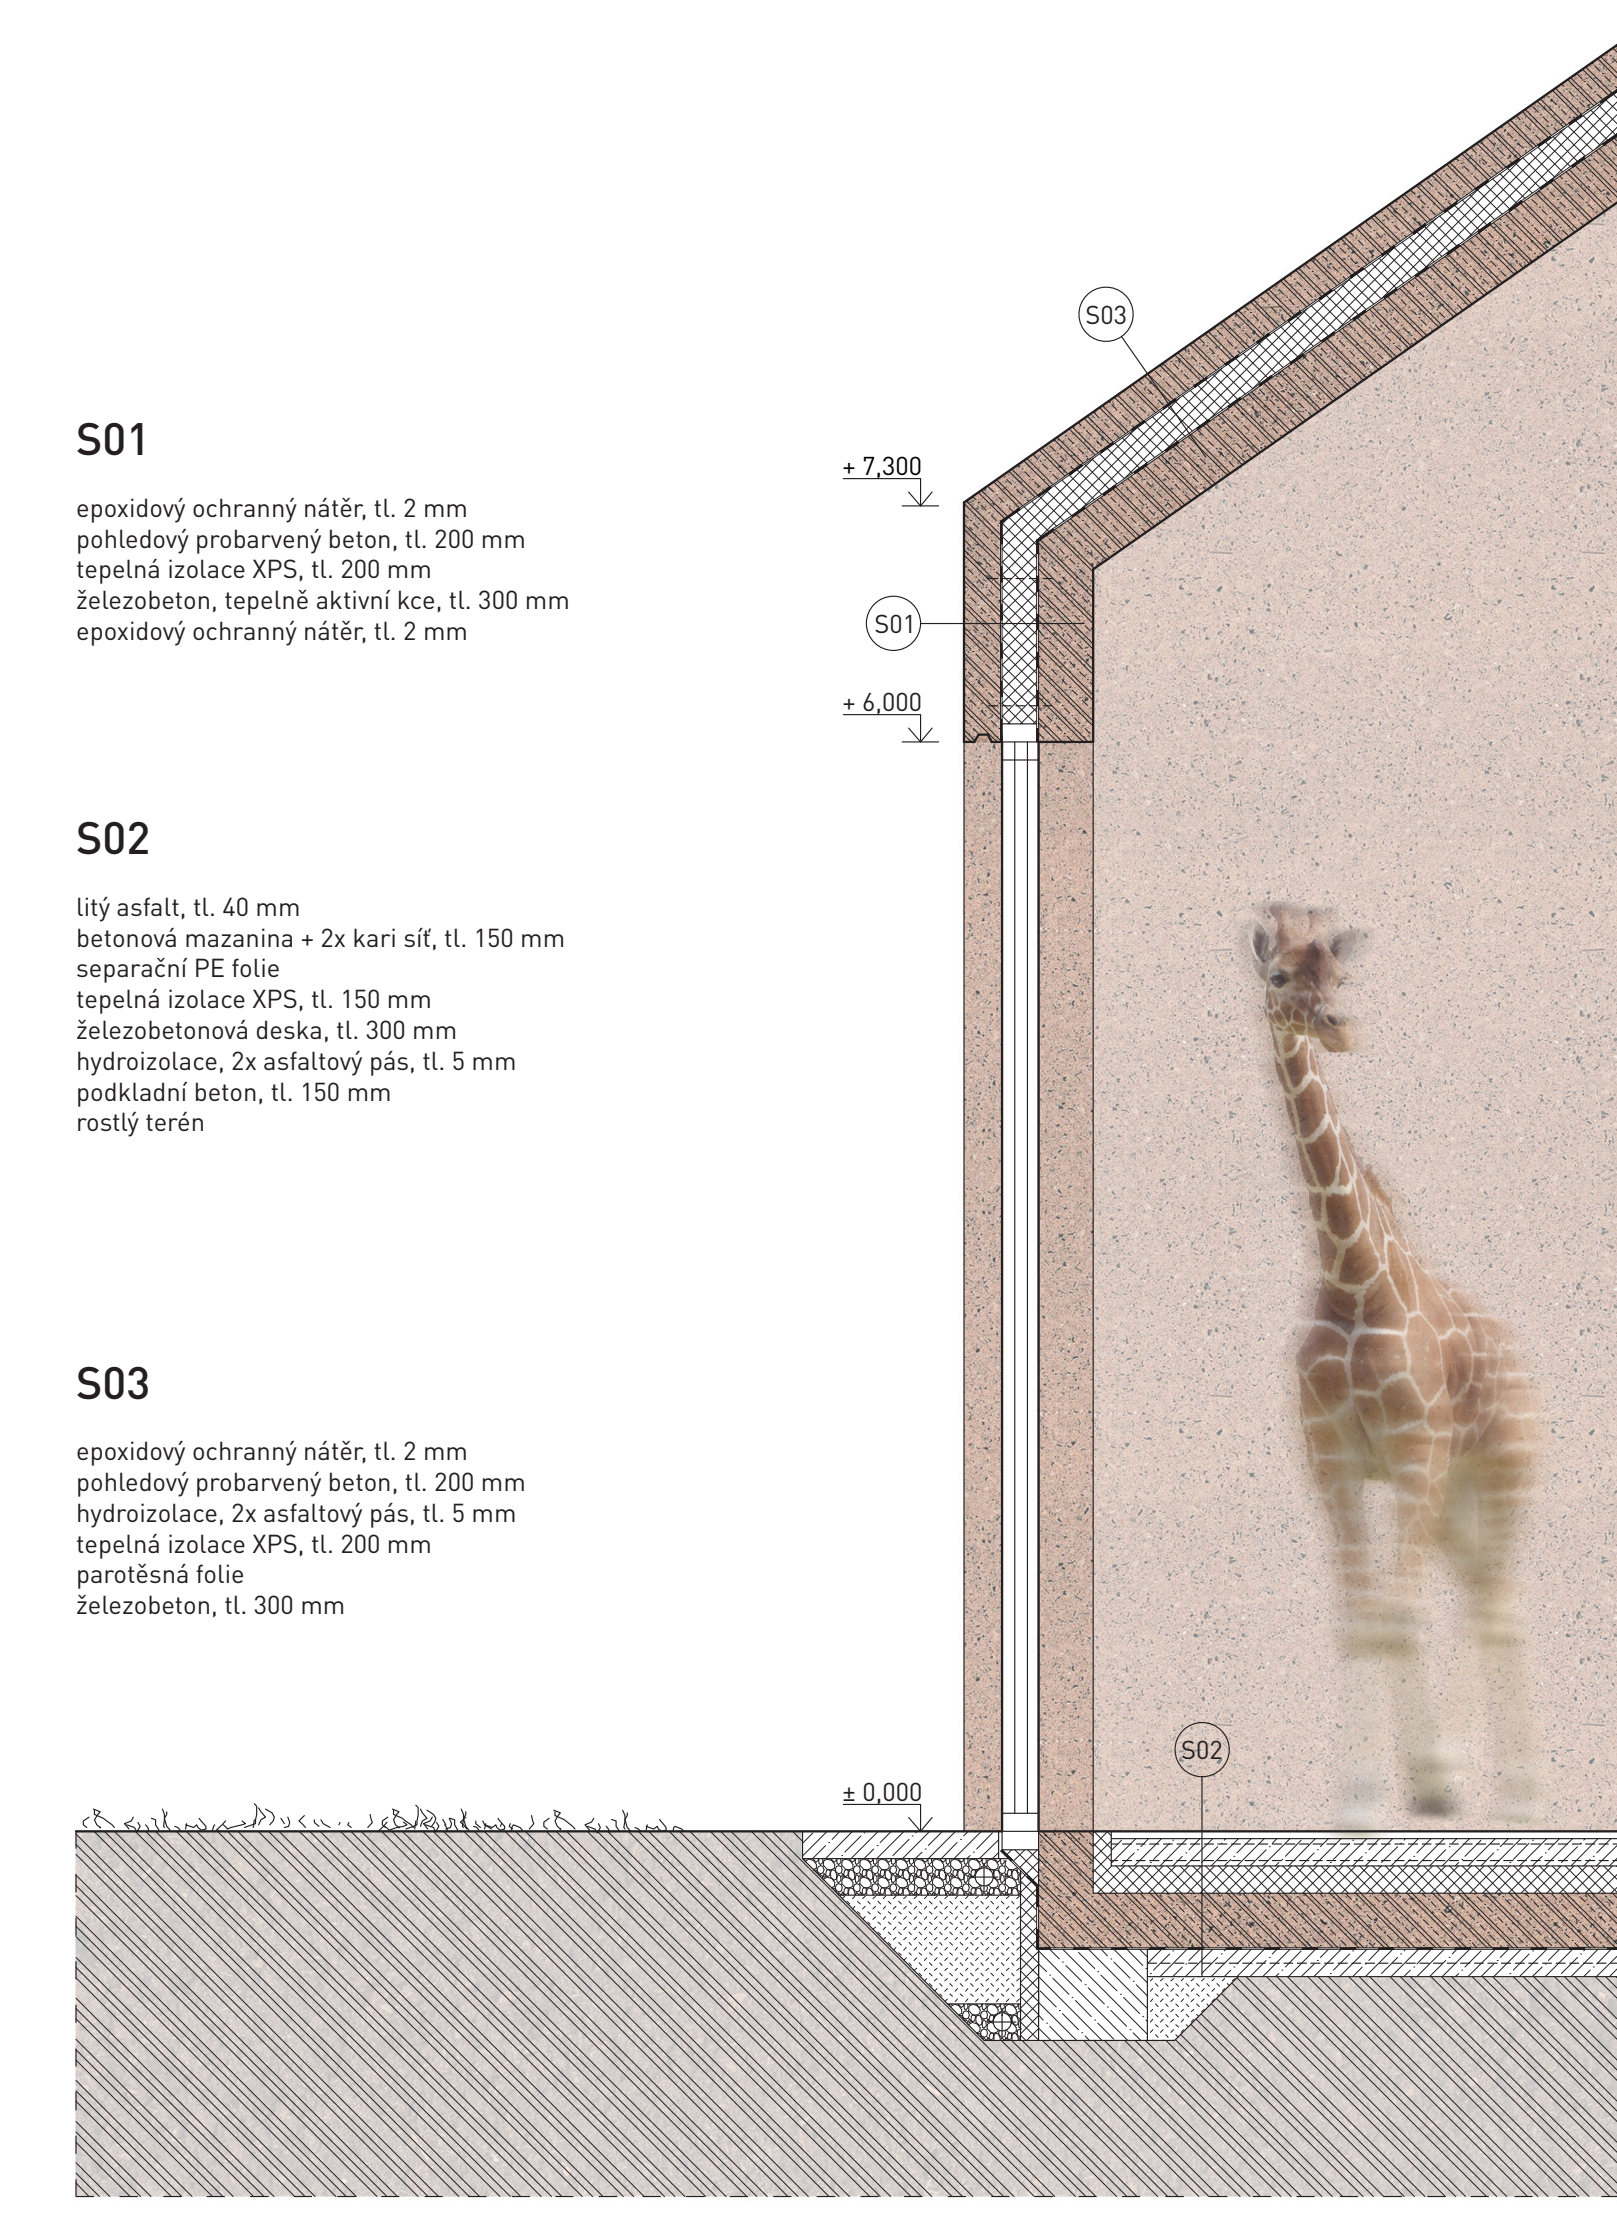 S03
S01
+ 7,300
epoxidový ochranný nátěr, tl. 2 mm
pohledový probarvený beton, tl. 200 mm
tepelná izolace XPS, tl. 200 mm
železobeton, tepelně aktivní kce, tl. 300 mm
epoxidový ochranný nátěr, tl. 2 mm
S01
+ 6,000
S02
litý asfalt, tl. 40 mm
betonová mazanina + 2x kari síť, tl. 150 mm
separační PE folie
tepelná izolace XPS, tl. 150 mm
železobetonová deska, tl. 300 mm
hydroizolace, 2x asfaltový pás, tl. 5 mm
podkladní beton, tl. 150 mm
rostlý terén
S03
epoxidový ochranný nátěr, tl. 2 mm
pohledový probarvený beton, tl. 200 mm
hydroizolace, 2x asfaltový pás, tl. 5 mm
tepelná izolace XPS, tl. 200 mm
parotěsná folie
železobeton, tl. 300 mm
S02
± 0,000